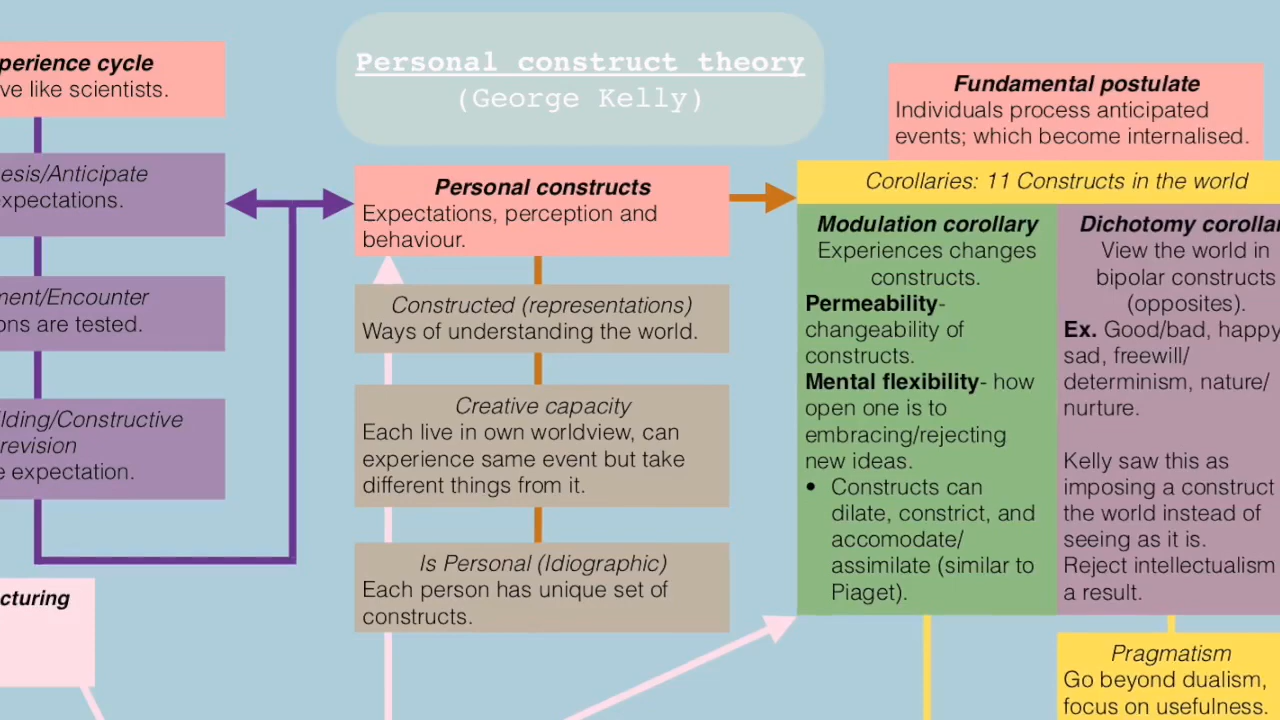 Personal construct theory
(George Kelly)
perience cycle
ve like scientists.
esis/Anticipate
xpectations.
ment/Encounter
ons are tested.
lding/Constructive
revision
e expectation.
cturing
Personal constructs
Expectations, perception and
behaviour.
Constructed (representations)
Ways of understanding the world.
Creative capacity
Each live in own worldview, can
experience same event but take
different things from it.
Is Personal (Idiographic)
Each person has unique set of
constructs.
Fundamental postulate
Individuals process anticipated
events; which become internalised.
Corollaries: 11 Constructs in the world
Modulation corollary
Experiences changes
constructs.
Permeability-
changeability of
constructs.
Mental flexibility- how
open one is to
embracing/rejecting
new ideas.
• Constructs can
dilate, constrict, and
accomodate/
assimilate (similar to
Piaget).
Dichotomy corollar
View the world in
bipolar constructs
(opposites).
Ex. Good/bad, happy
sad, freewill/
determinism, nature/
nurture.
Kelly saw this as
imposing a construct
the world instead of
seeing as it is.
Reject intellectualism
a result.
Pragmatism
Go beyond dualism,
focus on usefulness.